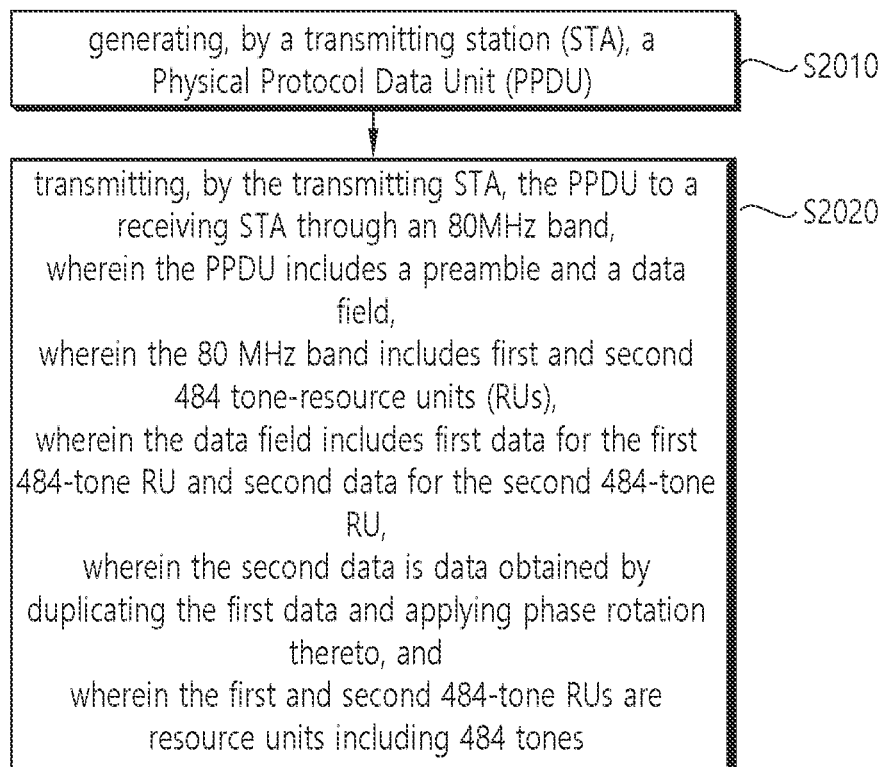 generating, by a transmitting station (STA), a
Physical Protocol Data Unit (PPDU)
S2010
transmitting, by the transmitting STA, the PPDU to a
receiving STA through an 80MHz band,
wherein the PPDU includes a preamble and a data
field,
wherein the 80 MHz band includes first and second
484 tone-resource units (RUs),
wherein the data field includes first data for the first
484-tone RU and second data for the second 484-tone
RU,
wherein the second data is data obtained by
duplicating the first data and applying phase rotation
thereto, and
wherein the first and second 484-tone RUs are
resource units including 484 tones
S2020